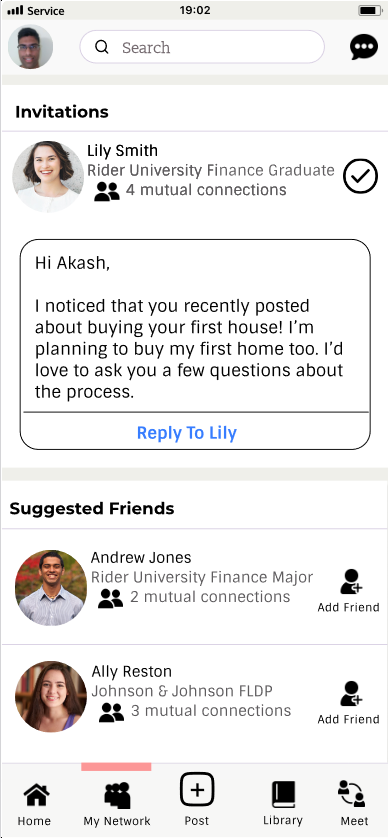 Service 19:02
Search
Invitations
Lily Smith
Rider University Finance Graduate
4 mutual connections
Hi Akash,
I noticed that you recently posted
about buying your first house! I’m
planning to buy my first home too. I’d
love to ask you a few questions about
the process.
Reply To Lily
Suggested Friends
Andrew Jones
Rider University Finance Major
2 mutual connections
Add Friend
Ally Reston
Johnson & Johnson FLDP
3 mutual connections
Add Friend
Home My Network Post Library Meet